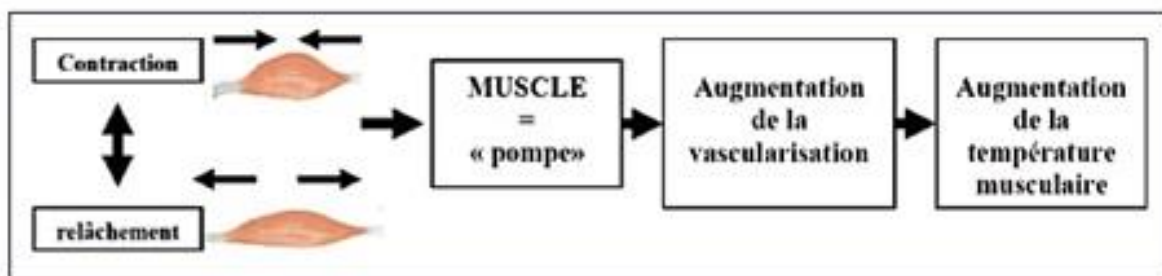 Contraction
relâchement
MUSCLE
=
« pompe»
Augmentation
de la
vascularisation
Augmentation
de la
température
musculaire